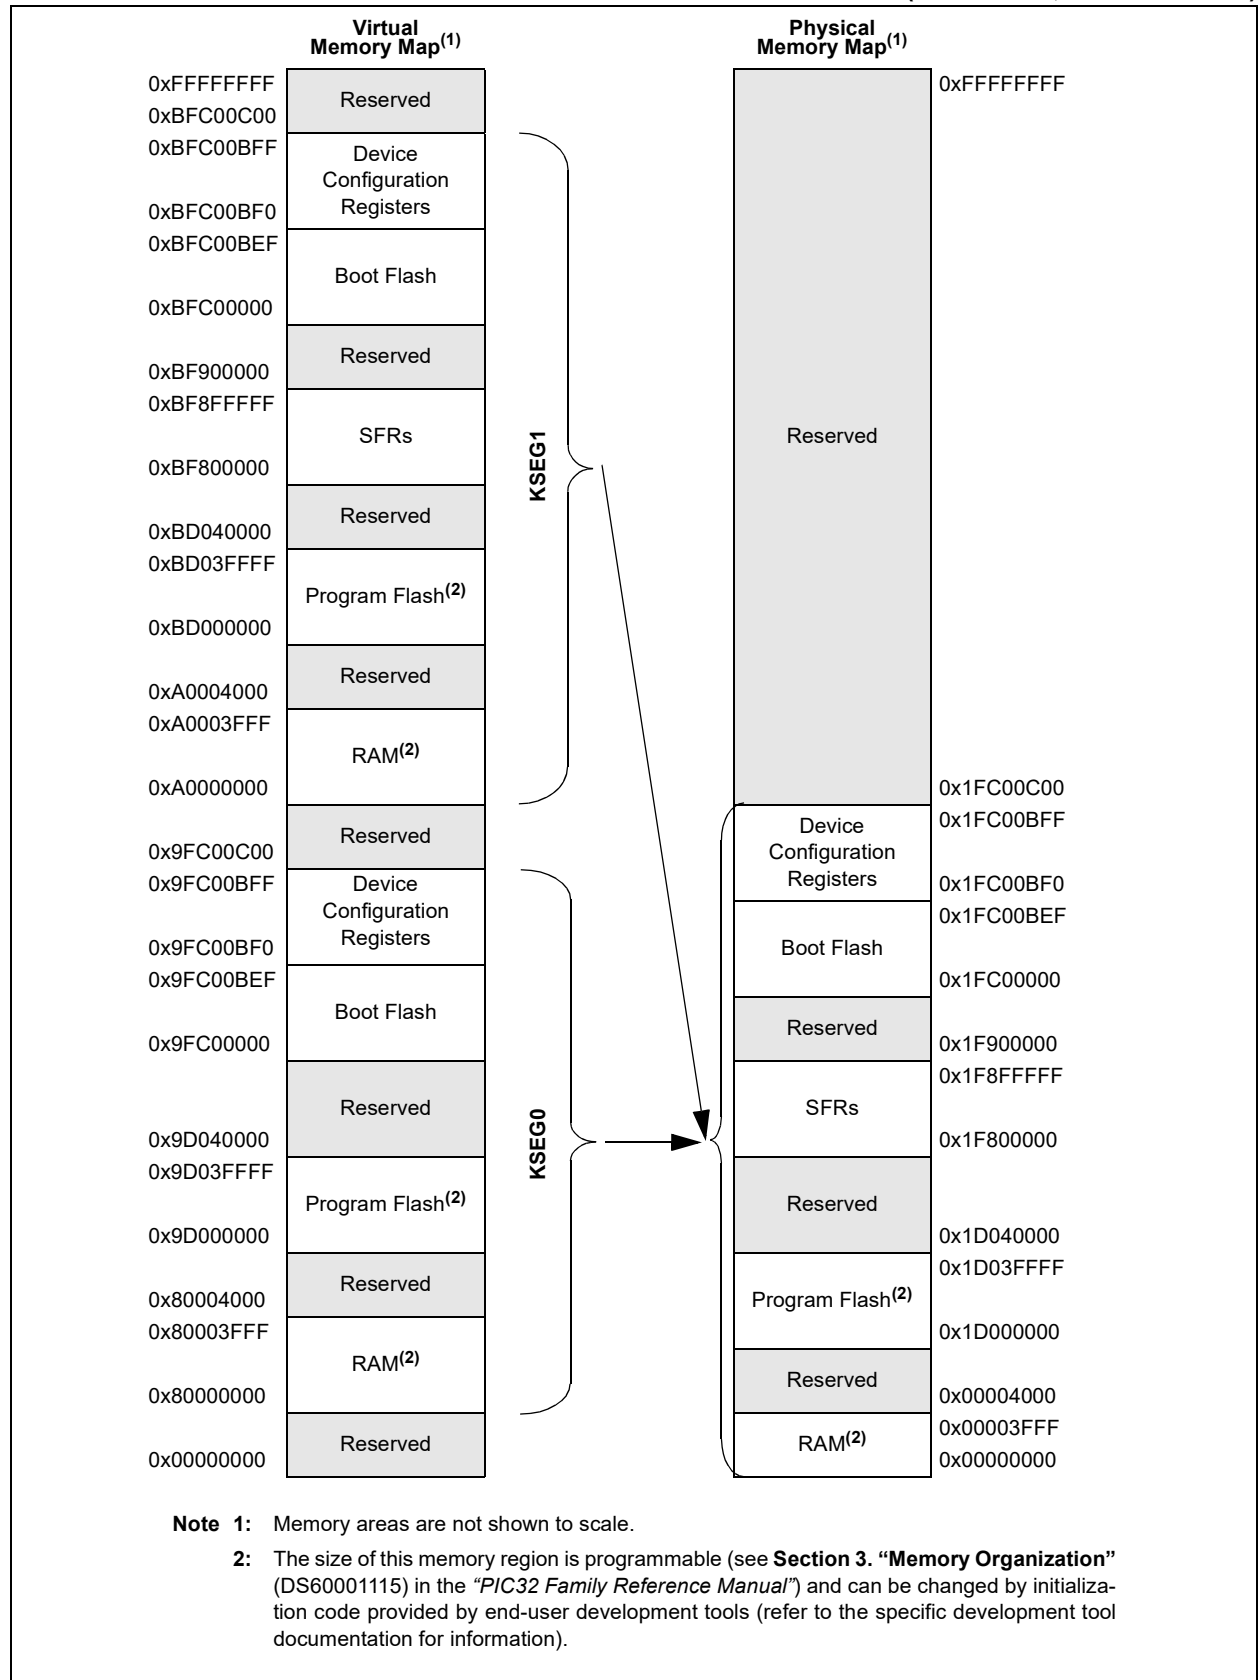 Virtual
Memory Map(1)
0xFFFFFFFF
Reserved
0xBFC00C00
0xBFC00BFF
Device
Configuration
Registers
0xBFC00BF0
0xBFC00BEF
Boot Flash
0xBFC00000
Reserved
0xBF900000
0xBF8FFFFF
SFRs
0xBF800000
Reserved
0xBD040000
0xBD03FFFF
Program Flash(2)
0xBD000000
Reserved
0xA0004000
0xA0003FFF
RAM(2)
0xA0000000
Reserved
0x9FC00C00
0x9FC00BFF
Device
Configuration
Registers
0x9FC00BF0
0x9FC00BEF
Boot Flash
0x9FC00000
Reserved
0x9D040000
0x9D03FFFF
Program Flash(2)
0x9D000000
Reserved
0x80004000
0x80003FFF
RAM(2)
0x80000000
Reserved
0x00000000
KSEG1
KSEG0
Physical
Memory Map(1)
0xFFFFFFFF
Reserved
0x1FC00C00
0x1FC00BFF
Device
Configuration
Registers
0x1FC00BF0
0x1FC00BEF
Boot Flash
0x1FC00000
Reserved
0x1F900000
0x1F8FFFFF
SFRs
0x1F800000
Reserved
0x1D040000
0x1D03FFFF
Program Flash(2)
0x1D000000
Reserved
0x00004000
0x00003FFF
RAM(2)
0x00000000
Note 1: Memory areas are not shown to scale.
2: The size of this memory region is programmable (see Section 3. “Memory Organization”
(DS60001115) in the “PIC32 Family Reference Manual”) and can be changed by initializa-
tion code provided by end-user development tools (refer to the specific development tool
documentation for information).